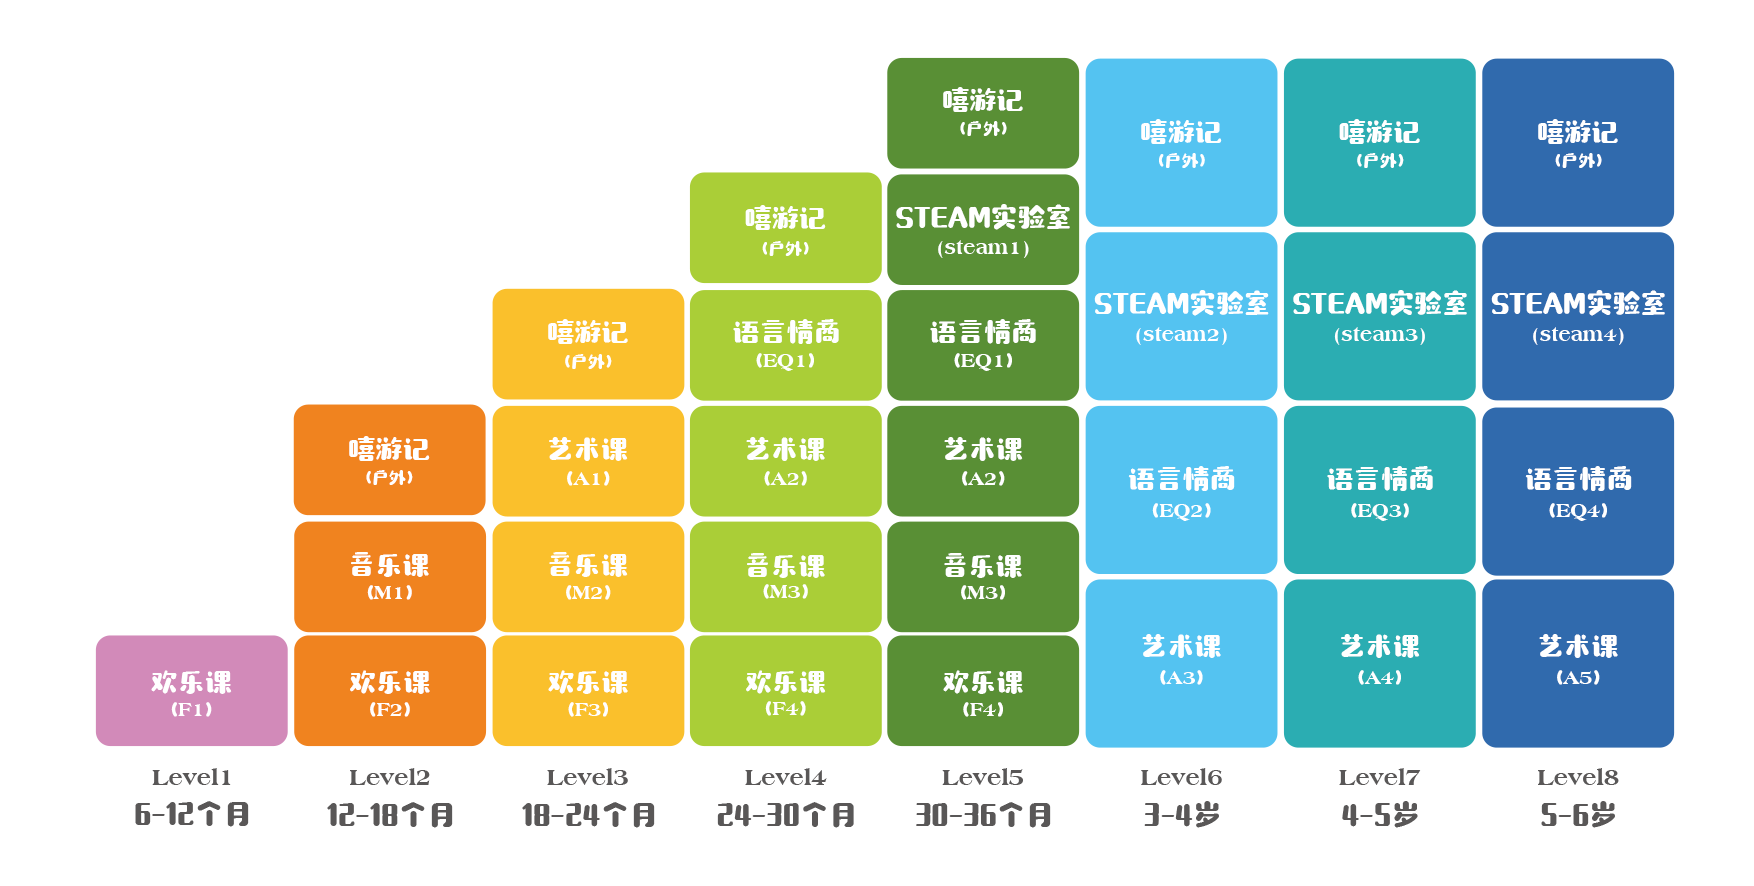 嘻游记
(户外)
嘻游记
(户外)
嘻游记
(户外)
嘻游记
(户外)
嘻游记
(户外)
STEAM实验室
(steam1)
STEAM实验室
(steam2)
STEAM实验室
(steam3)
STEAM实验室
(steam4)
嘻游记
(户外)
语言情商
(EQ1)
语言情商
(EQ1)
嘻游记
(户外)
艺术课
(A1)
艺术课
(A2)
艺术课
(A2)
语言情商
(EQ2)
语言情商
(EQ3)
语言情商
(EQ4)
嘻游记
(户外)
音乐课
(M1)
音乐课
(M2)
音乐课
(M3)
音乐课
(M3)
艺术课
(A3)
艺术课
(A4)
艺术课
(A5)
欢乐课
(F1)
欢乐课
(F2)
欢乐课
(F3)
欢乐课
(F4)
欢乐课
(F4)
Level1
6-12个月
Level2
12-18个月
Level3
18-24个月
Level4
24-30个月
Level5
30-36个月
Level6
3-4岁
Level7
4-5岁
Level8
5-6岁